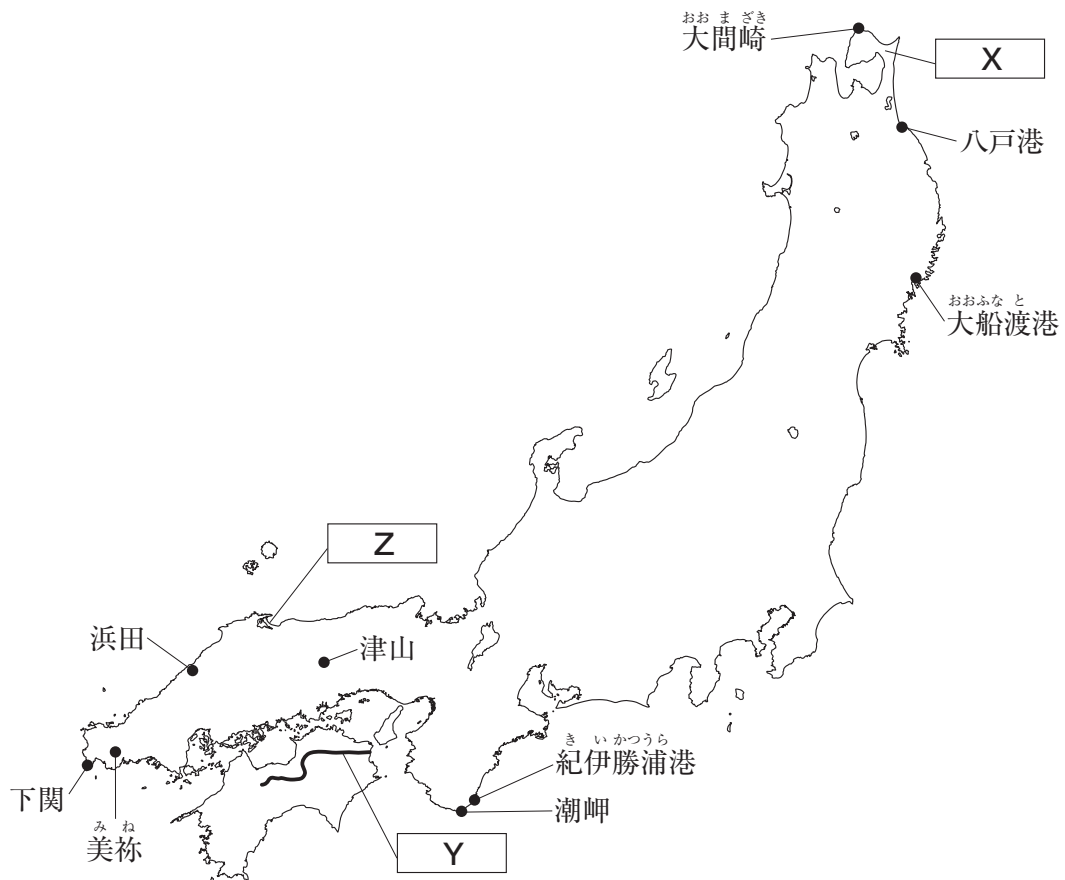 おおまざき
大間崎
X
八戸港
おおふなと
大船渡港
Z
浜田
津山
きいかつうら
紀伊勝浦港
潮岬
下関
みね
美祢
Y